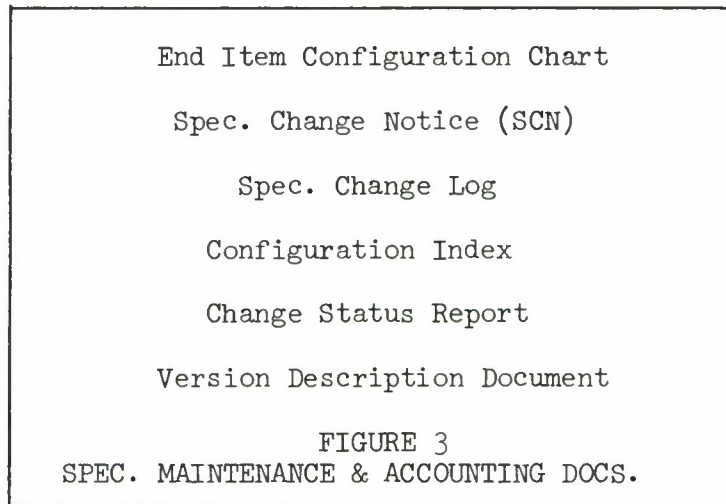 End Item Configuration Chart
Spec. Change Notice (SCN)
Spec. Change Log
Configuration Index
Change Status Report
Version Description Document
FIGURE 3
SPEC. MAINTENANCE & ACCOUNTING DOCS.